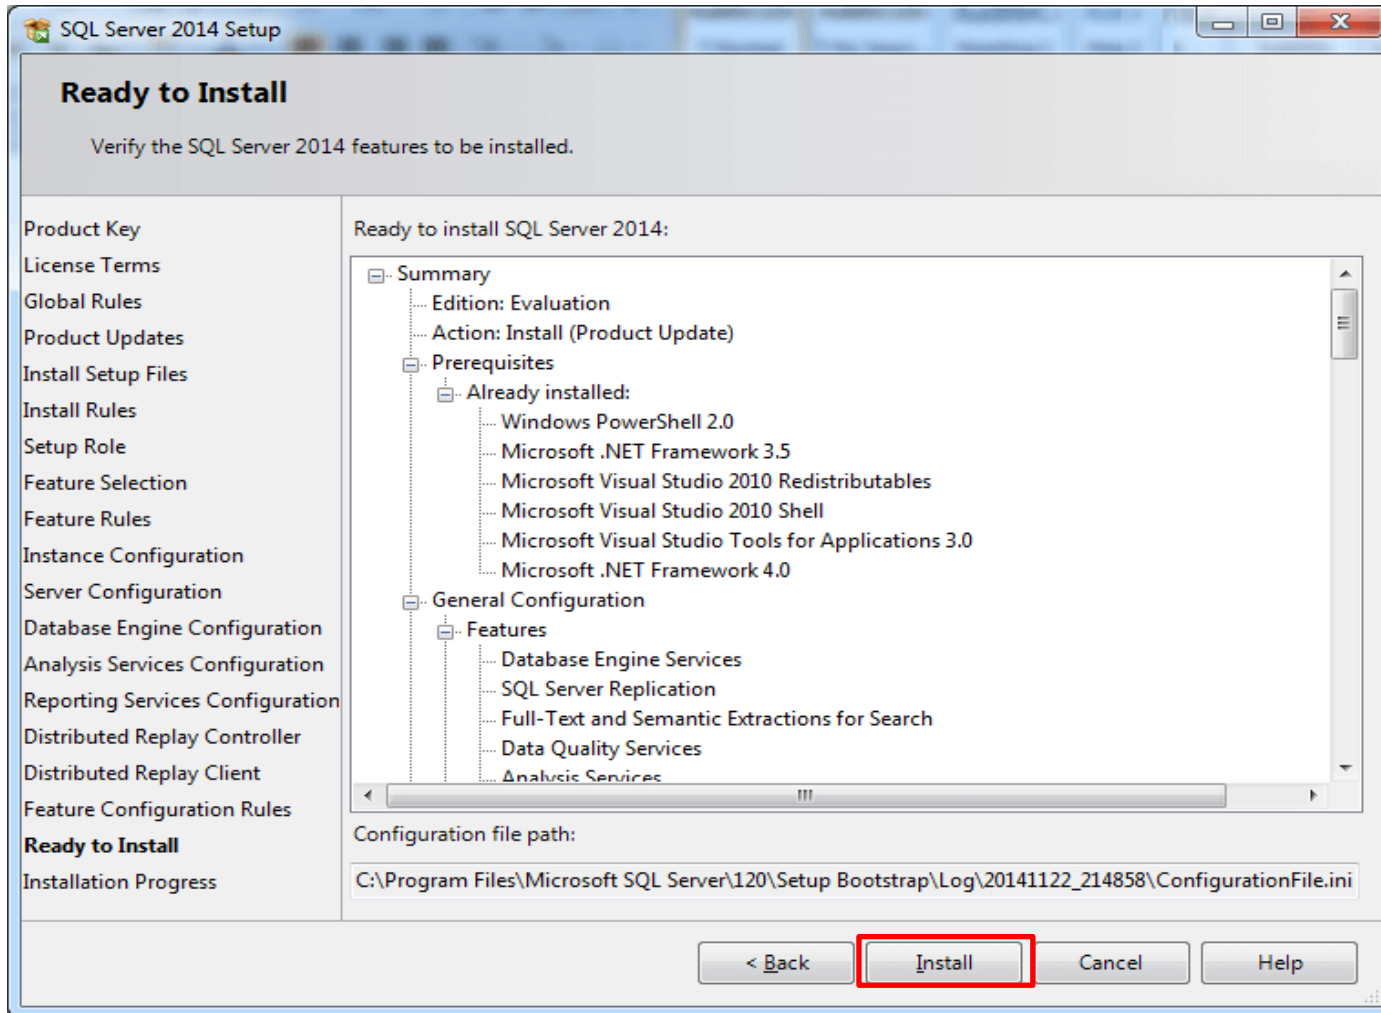 SQL Server 2014 Setup
Ready to Install
Verify the SQL Server 2014 features to be installed.
Product Key
License Terms
Global Rules
Product Updates
Install Setup Files
Install Rules
Setup Role
Feature Selection
Feature Rules
Instance Configuration
Server Configuration
Database Engine Configuration
Analysis Services Configuration
Reporting Services Configuration
Distributed Replay Controller
Distributed Replay Client
Feature Configuration Rules
Ready to Install
Installation Progress
Ready to install SQL Server 2014:
Summary
Edition: Evaluation
Action: Install (Product Update)
Prerequisites
Already installed:
Windows PowerShell 2.0
Microsoft .NET Framework 3.5
Microsoft Visual Studio 2010 Redistributables
Microsoft Visual Studio 2010 Shell
Microsoft Visual Studio Tools for Applications 3.0
Microsoft .NET Framework 4.0
General Configuration
Features
Database Engine Services
SQL Server Replication
Full-Text and Semantic Extractions for Search
Data Quality Services
Analysis Services
Configuration file path:
C:\Program Files\Microsoft SQL Server\120\Setup Bootstrap\Log\20141122_214858\ConfigurationFile.ini
< Back
Install
Cancel
Help